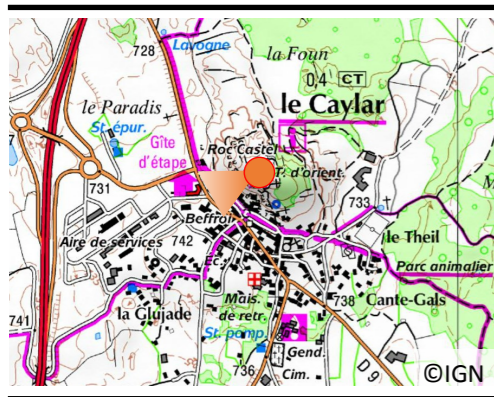 728
Lavogne
la Foun
0,4 CT
le Paradis
le Caylar
St. épur.
Gîte
d'étape
Roc Castel
T. d'orient.
731
Beffroi
733
Aire de services
742
le Theil
Parc animalier
Mais.
de retr.
738
Cante-Gals
la Glujade
741
St. pomp.
Gend.
Cim.
736
D 9
©IGN